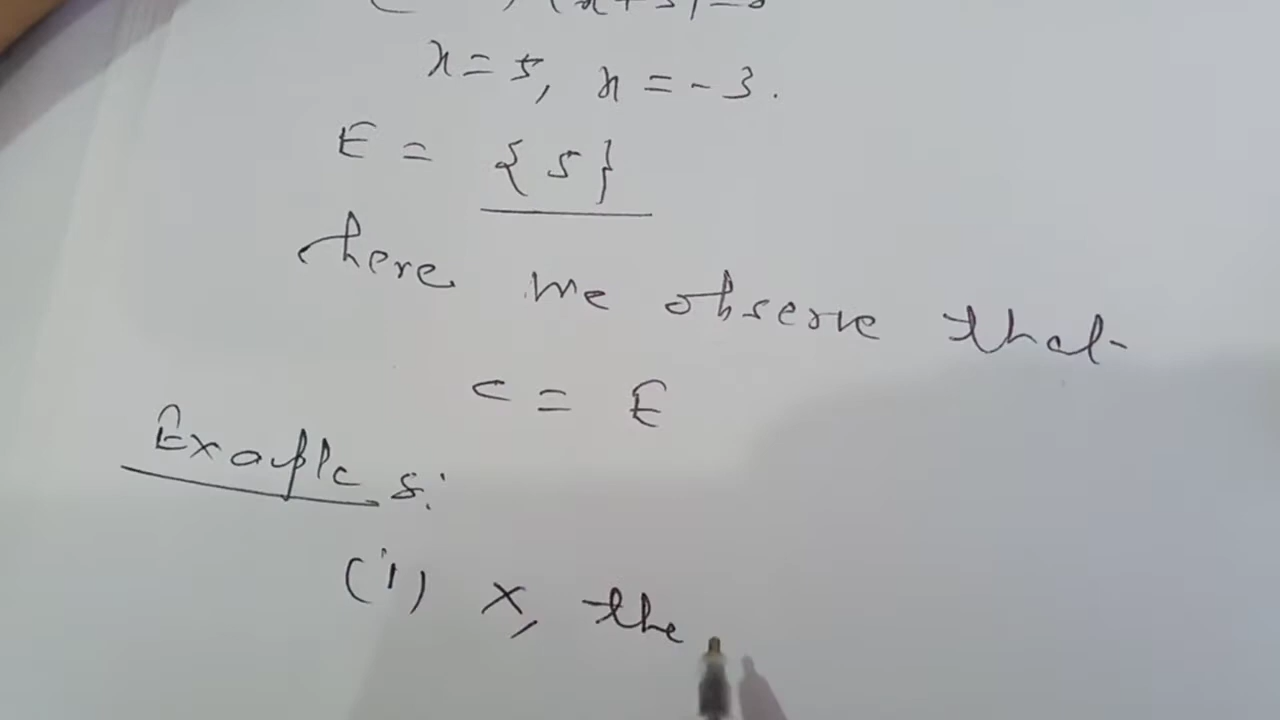 x = 5, x = -3.
E = {5}
here we observe that
C = E
Examples:
(i) X, the